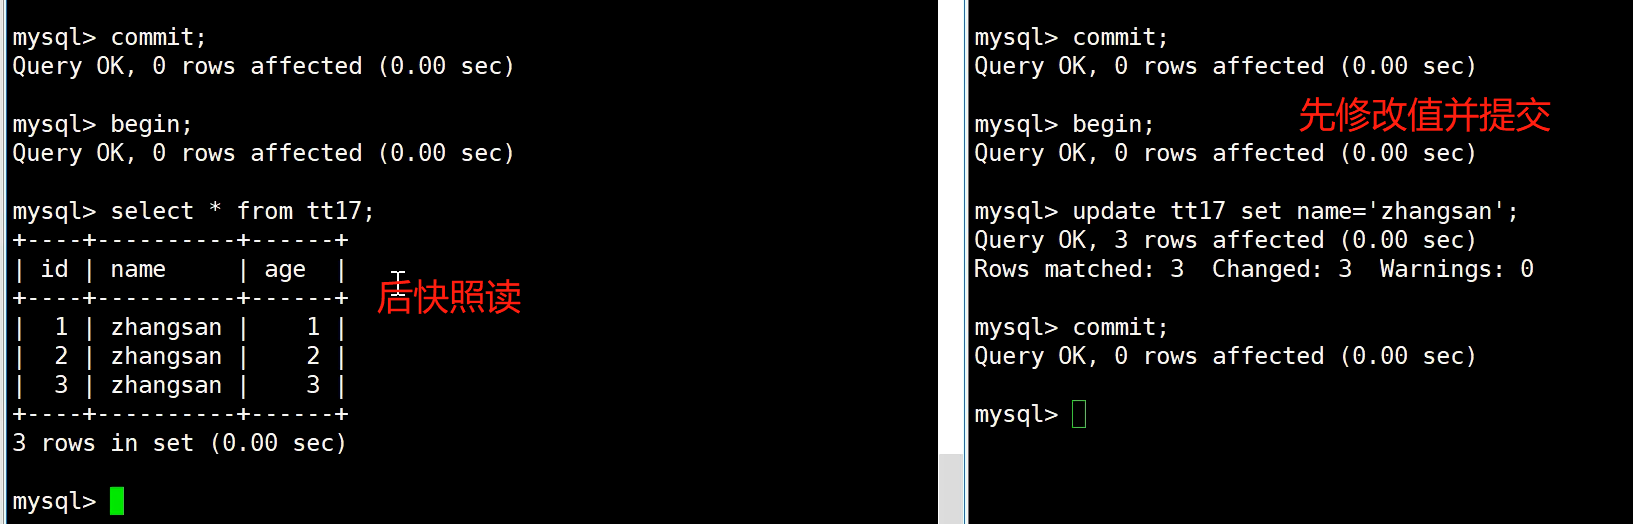 mysql> commit;
Query OK, 0 rows affected (0.00 sec)
mysql> begin;
Query OK, 0 rows affected (0.00 sec)
mysql> select * from tt17;
+----+----------+------+
| id | name     | age  |
+----+----------+------+
|  1 | zhangsan |    1 |
|  2 | zhangsan |    2 |
|  3 | zhangsan |    3 |
+----+----------+------+
3 rows in set (0.00 sec)
mysql>
后快照读
mysql> commit;
Query OK, 0 rows affected (0.00 sec)
先修改值并提交
mysql> begin;
Query OK, 0 rows affected (0.00 sec)
mysql> update tt17 set name='zhangsan';
Query OK, 3 rows affected (0.00 sec)
Rows matched: 3  Changed: 3  Warnings: 0
mysql> commit;
Query OK, 0 rows affected (0.00 sec)
mysql>